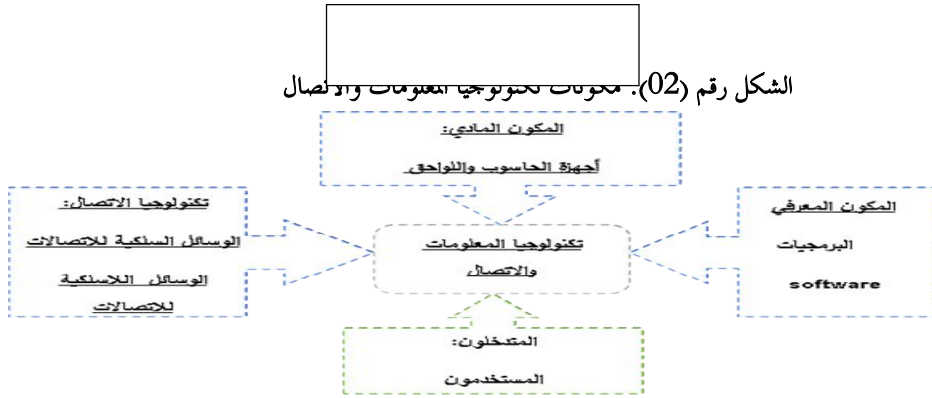 الشكل رقم (02): مكونات تكنولوجيا المعلومات والاتصال
المكون المادي:
أجهزة الحاسوب واللواحق
المكون المعرفي
البرمجيات
software
تكنولوجيا الاتصال:
الوسائل السلكية للاتصالات
الوسائل اللاسلكية
للاتصالات
تكنولوجيا المعلومات
والاتصال
المتدخلون:
المستخدمون